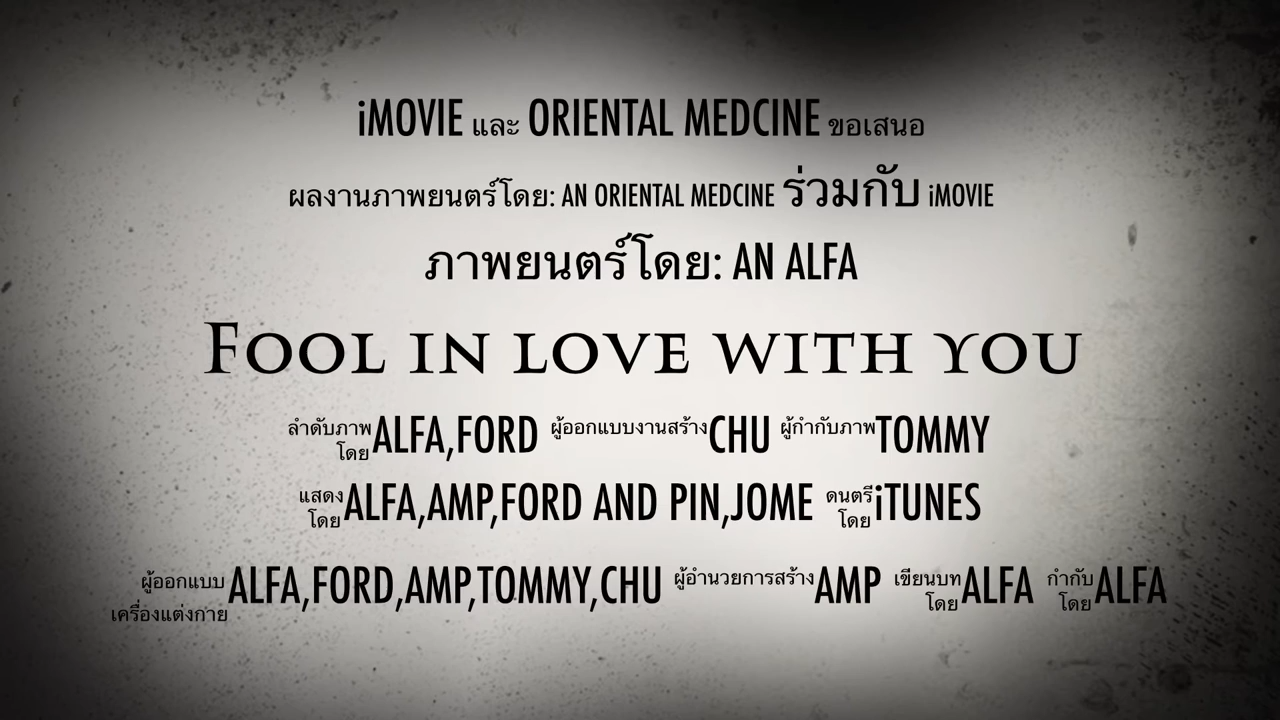 iMOVIE และ ORIENTAL MEDCINE ขอเสนอ
ผลงานภาพยนตร์โดย: AN ORIENTAL MEDCINE ร่วมกับ iMOVIE
ภาพยนตร์โดย: AN ALFA
FOOL IN LOVE WITH YOU
ลำดับภาพโดย ALFA,FORD ผู้ออกแบบงานสร้าง CHU ผู้กำกับภาพ TOMMY
แสดงโดย ALFA,AMP,FORD AND PIN,JOME ดนตรีโดย iTUNES
ผู้ออกแบบเครื่องแต่งกาย ALFA,FORD,AMP,TOMMY,CHU ผู้อำนวยการสร้าง AMP เขียนบทโดย ALFA กำกับโดย ALFA